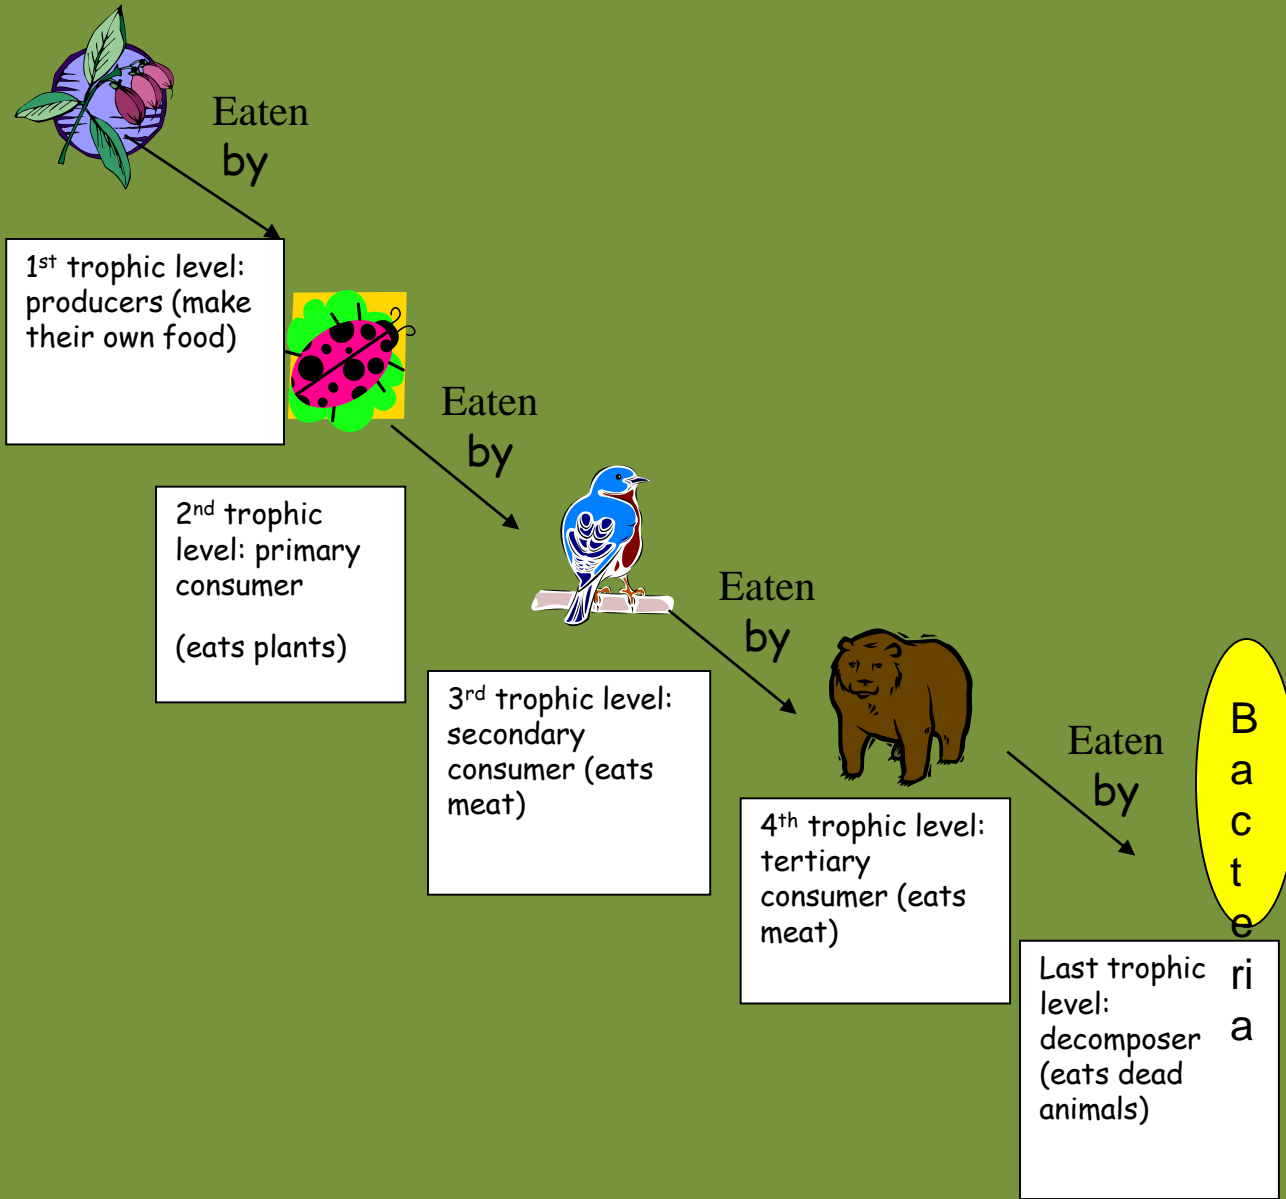 Eaten
by
1st trophic level:
producers (make
their own food)
Eaten
by
2nd trophic
level: primary
consumer
(eats plants)
Eaten
by
3rd trophic level:
secondary
consumer (eats
meat)
Eaten
by
4th trophic level:
tertiary
consumer (eats
meat)
B
a
c
t
e
ri
a
Last trophic
level:
decomposer
(eats dead
animals)